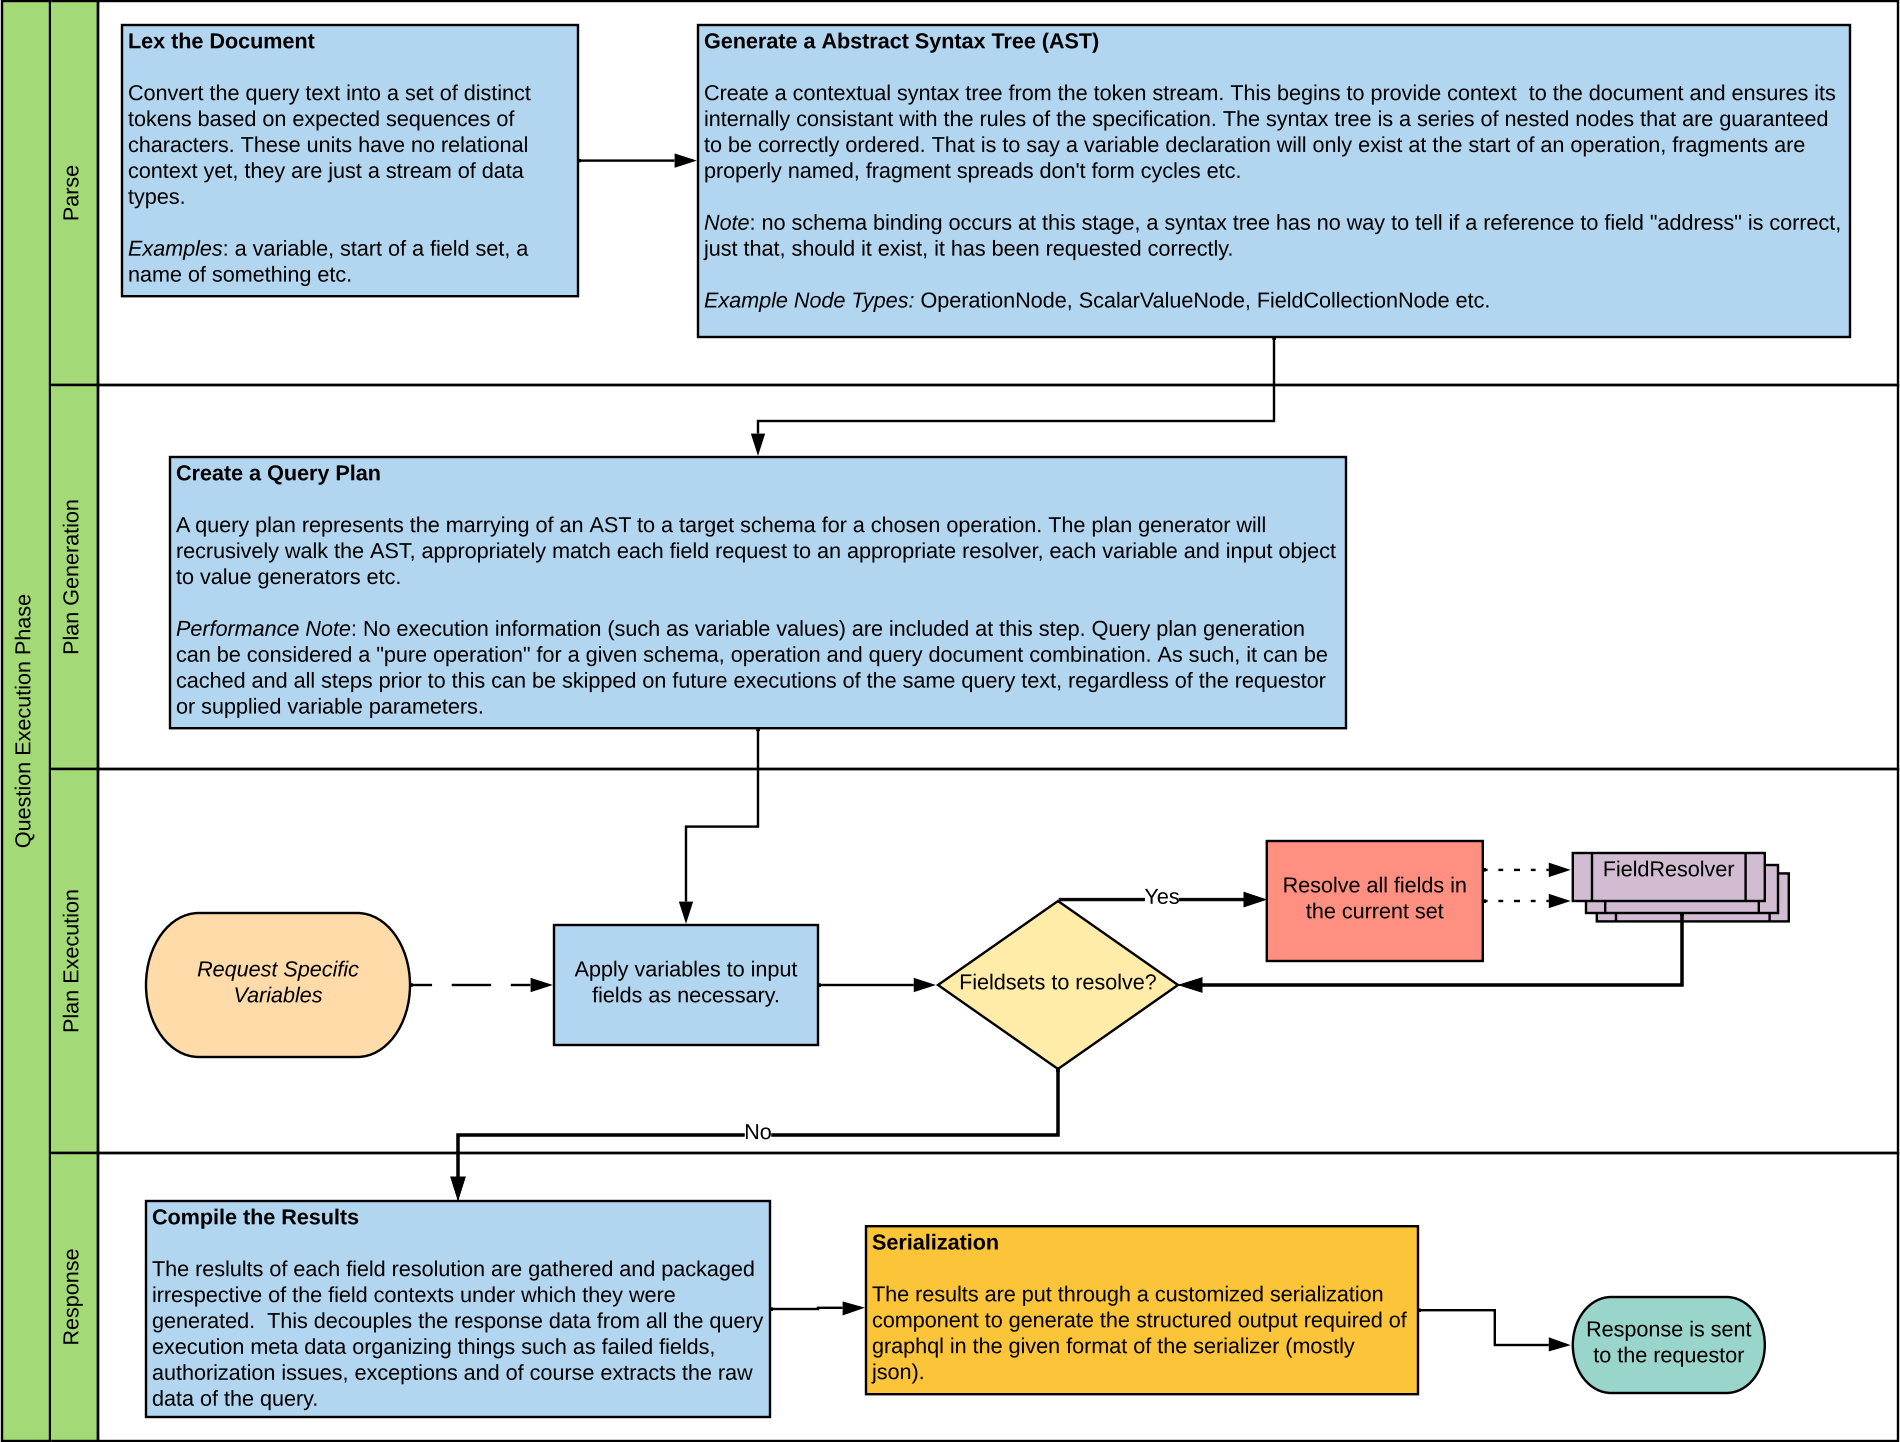 Question Execution Phase
Parse
Lex the Document
Convert the query text into a set of distinct
tokens based on expected sequences of
characters. These units have no relational
context yet, they are just a stream of data
types.
Examples: a variable, start of a field set, a
name of something etc.
Generate a Abstract Syntax Tree (AST)
Create a contextual syntax tree from the token stream. This begins to provide context  to the document and ensures its
internally consistant with the rules of the specification. The syntax tree is a series of nested nodes that are guaranteed
to be correctly ordered. That is to say a variable declaration will only exist at the start of an operation, fragments are
properly named, fragment spreads don't form cycles etc.
Note: no schema binding occurs at this stage, a syntax tree has no way to tell if a reference to field "address" is correct,
just that, should it exist, it has been requested correctly.
Example Node Types: OperationNode, ScalarValueNode, FieldCollectionNode etc.
Plan Generation
Create a Query Plan
A query plan represents the marrying of an AST to a target schema for a chosen operation. The plan generator will
recrusively walk the AST, appropriately match each field request to an appropriate resolver, each variable and input object
to value generators etc.
Performance Note: No execution information (such as variable values) are included at this step. Query plan generation
can be considered a "pure operation" for a given schema, operation and query document combination. As such, it can be
cached and all steps prior to this can be skipped on future executions of the same query text, regardless of the requestor
or supplied variable parameters.
Plan Execution
Request Specific
Variables
Apply variables to input
fields as necessary.
Fieldsets to resolve?
Yes
Resolve all fields in
the current set
FieldResolver
No
Response
Compile the Results
The reslults of each field resolution are gathered and packaged
irrespective of the field contexts under which they were
generated.  This decouples the response data from all the query
execution meta data organizing things such as failed fields,
authorization issues, exceptions and of course extracts the raw
data of the query.
Serialization
The results are put through a customized serialization
component to generate the structured output required of
graphql in the given format of the serializer (mostly
json).
Response is sent
to the requestor